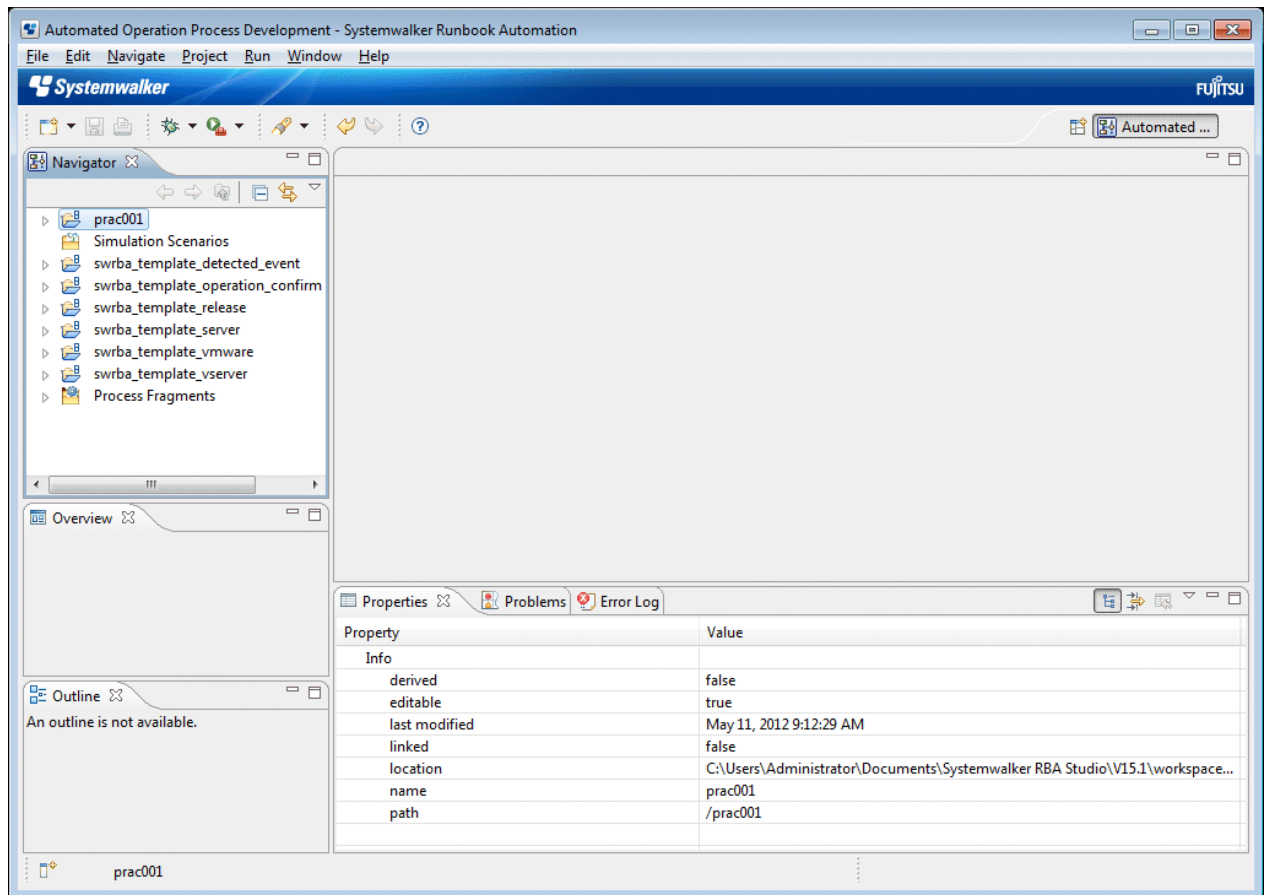 Automated Operation Process Development - Systemwalker Runbook Automation
File Edit Navigate Project Run Window Help
Systemwalker
FUJITSU
Automated ...
Navigator
prac001
Simulation Scenarios
swrba_template_detected_event
swrba_template_operation_confirm
swrba_template_release
swrba_template_server
swrba_template_vmware
swrba_template_vserver
Process Fragments
Overview
Outline
An outline is not available.
Properties Problems Error Log
Property Value
Info
derived false
editable true
last modified May 11, 2012 9:12:29 AM
linked false
location C:\Users\Administrator\Documents\Systemwalker RBA Studio\V15.1\workspace...
name prac001
path /prac001
prac001